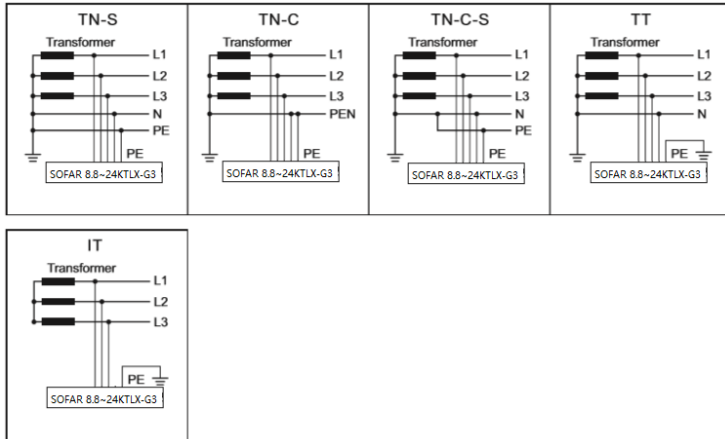 TN-S
Transformer
L1
L2
L3
N
PE
PE
SOFAR 8.8~24KTLX-G3
TN-C
Transformer
L1
L2
L3
PEN
PE
SOFAR 8.8~24KTLX-G3
TN-C-S
Transformer
L1
L2
L3
N
PE
PE
SOFAR 8.8~24KTLX-G3
TT
Transformer
L1
L2
L3
N
PE
SOFAR 8.8~24KTLX-G3
IT
Transformer
L1
L2
L3
PE
SOFAR 8.8~24KTLX-G3